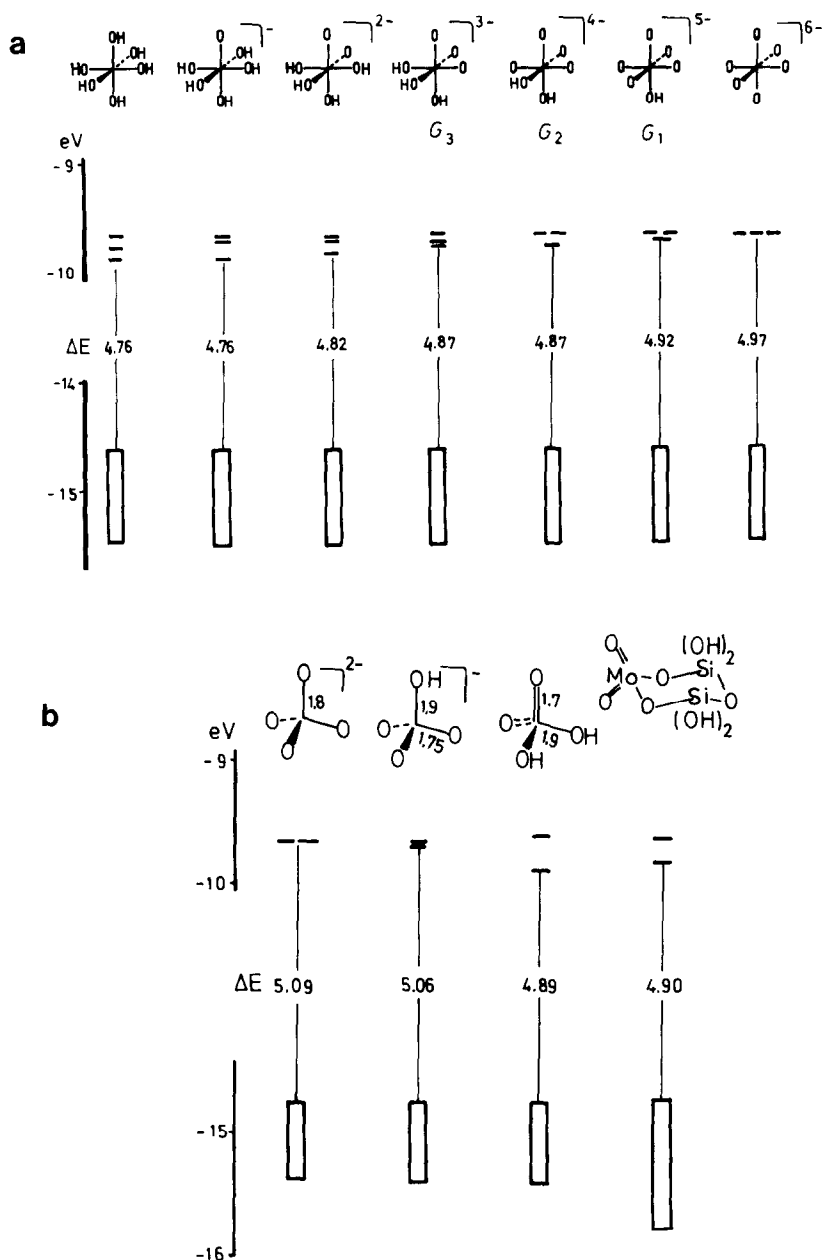 a
OH OH HO OH HO OH
O OH HO OH HO OH ⁻
O O HO OH HO OH 2-
O O HO O HO OH 3-
O O O O HO OH 4-
O O O O O OH 5-
O O O O O O 6-
G₃ G₂ G₁
eV
-9
-10
ΔE 4.76 4.76 4.82 4.87 4.87 4.92 4.97
-14
-15
b
O O O O 1.8 2-
OH O O O 1.9 1.75 -
O O OH OH 1.7 1.9
O O Mo O O Si (OH)₂ Si (OH)₂ O
eV
-9
-10
ΔE 5.09 5.06 4.89 4.90
-15
-16